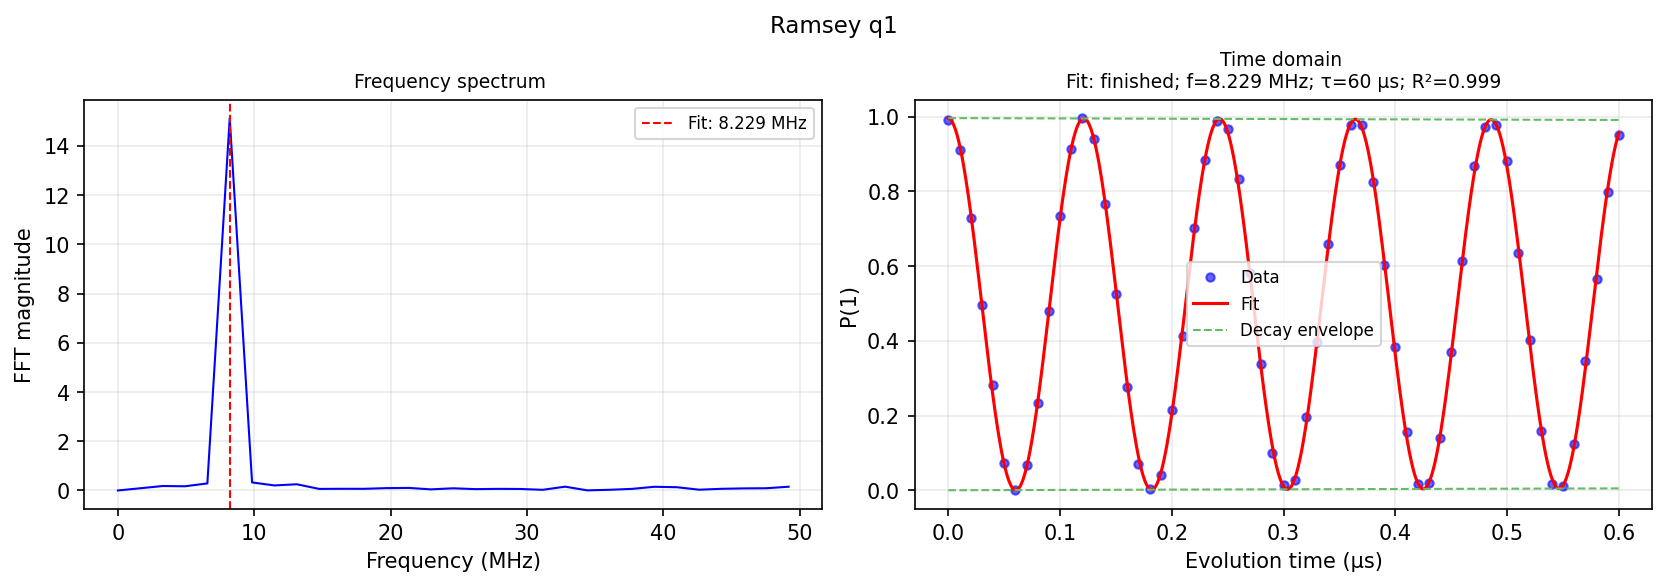 Ramsey q1
Frequency spectrum
Fit: 8.229 MHz
FFT magnitude
14
12
10
8
6
4
2
0
0
10
20
30
40
50
Frequency (MHz)
Time domain
Fit: finished; f=8.229 MHz; τ=60 μs; R²=0.999
P(1)
1.0
0.8
0.6
0.4
0.2
0.0
Data
Fit
Decay envelope
0.0
0.1
0.2
0.3
0.4
0.5
0.6
Evolution time (μs)